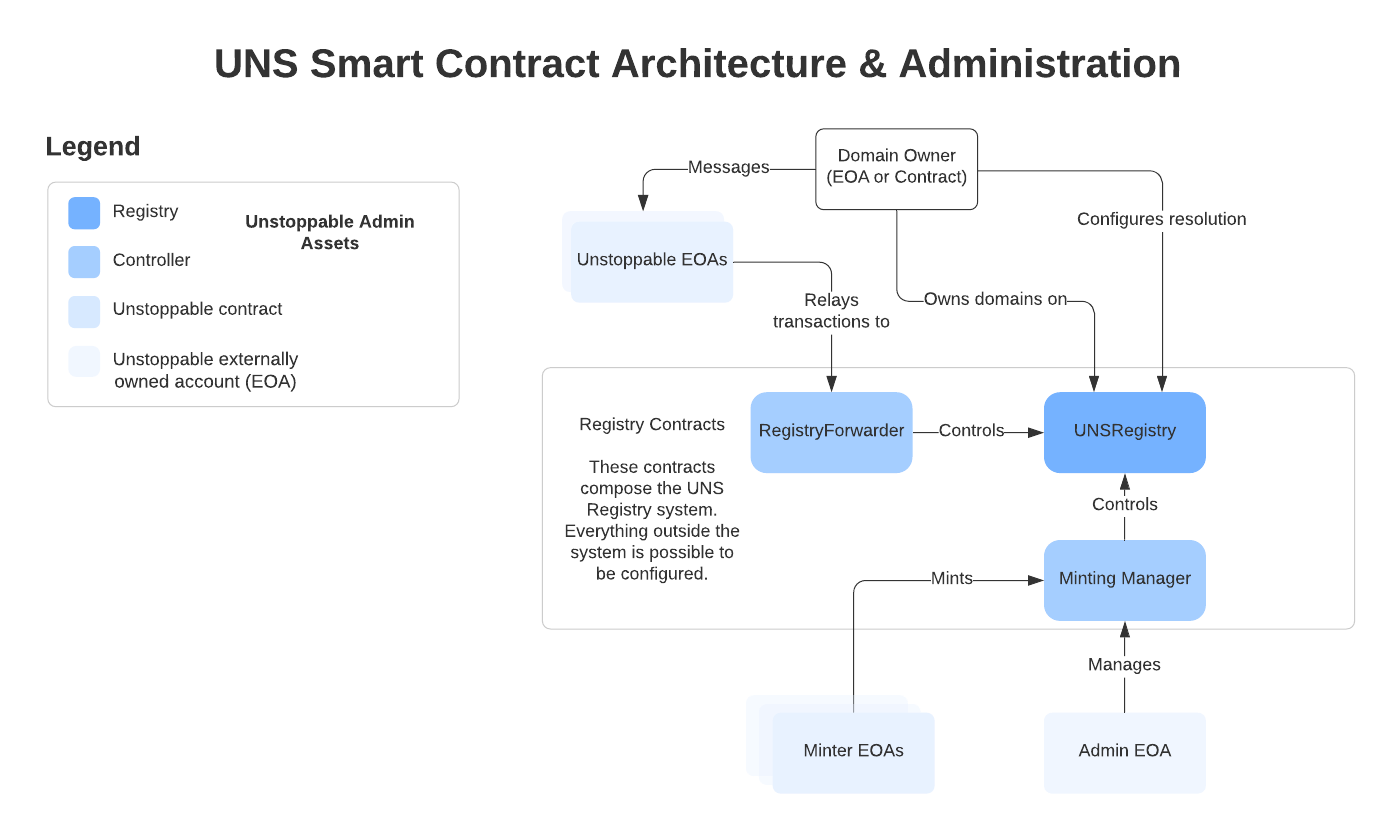 UNS Smart Contract Architecture & Administration
Legend
Registry
Unstoppable Admin
Assets
Controller
Unstoppable contract
Unstoppable externally
owned account (EOA)
Domain Owner
(EOA or Contract)
Messages
Configures resolution
Unstoppable EOAs
Relays
transactions to
Owns domains on
Registry Contracts
These contracts
compose the UNS
Registry system.
Everything outside the
system is possible to
be configured.
RegistryForwarder
Controls
UNSRegistry
Controls
Mints
Minting Manager
Manages
Minter EOAs
Admin EOA